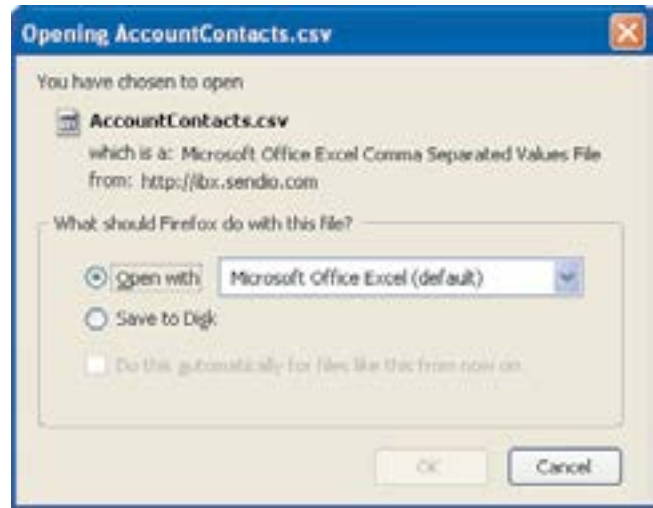 Opening AccountContacts.csv
You have chosen to open
AccountContacts.csv
which is a: Microsoft Office Excel Comma Separated Values File
from: http://ibx.sendio.com
What should Firefox do with this file?
Open with
Microsoft Office Excel (default)
Save to Disk
Do this automatically for files like this from now on.
OK
Cancel